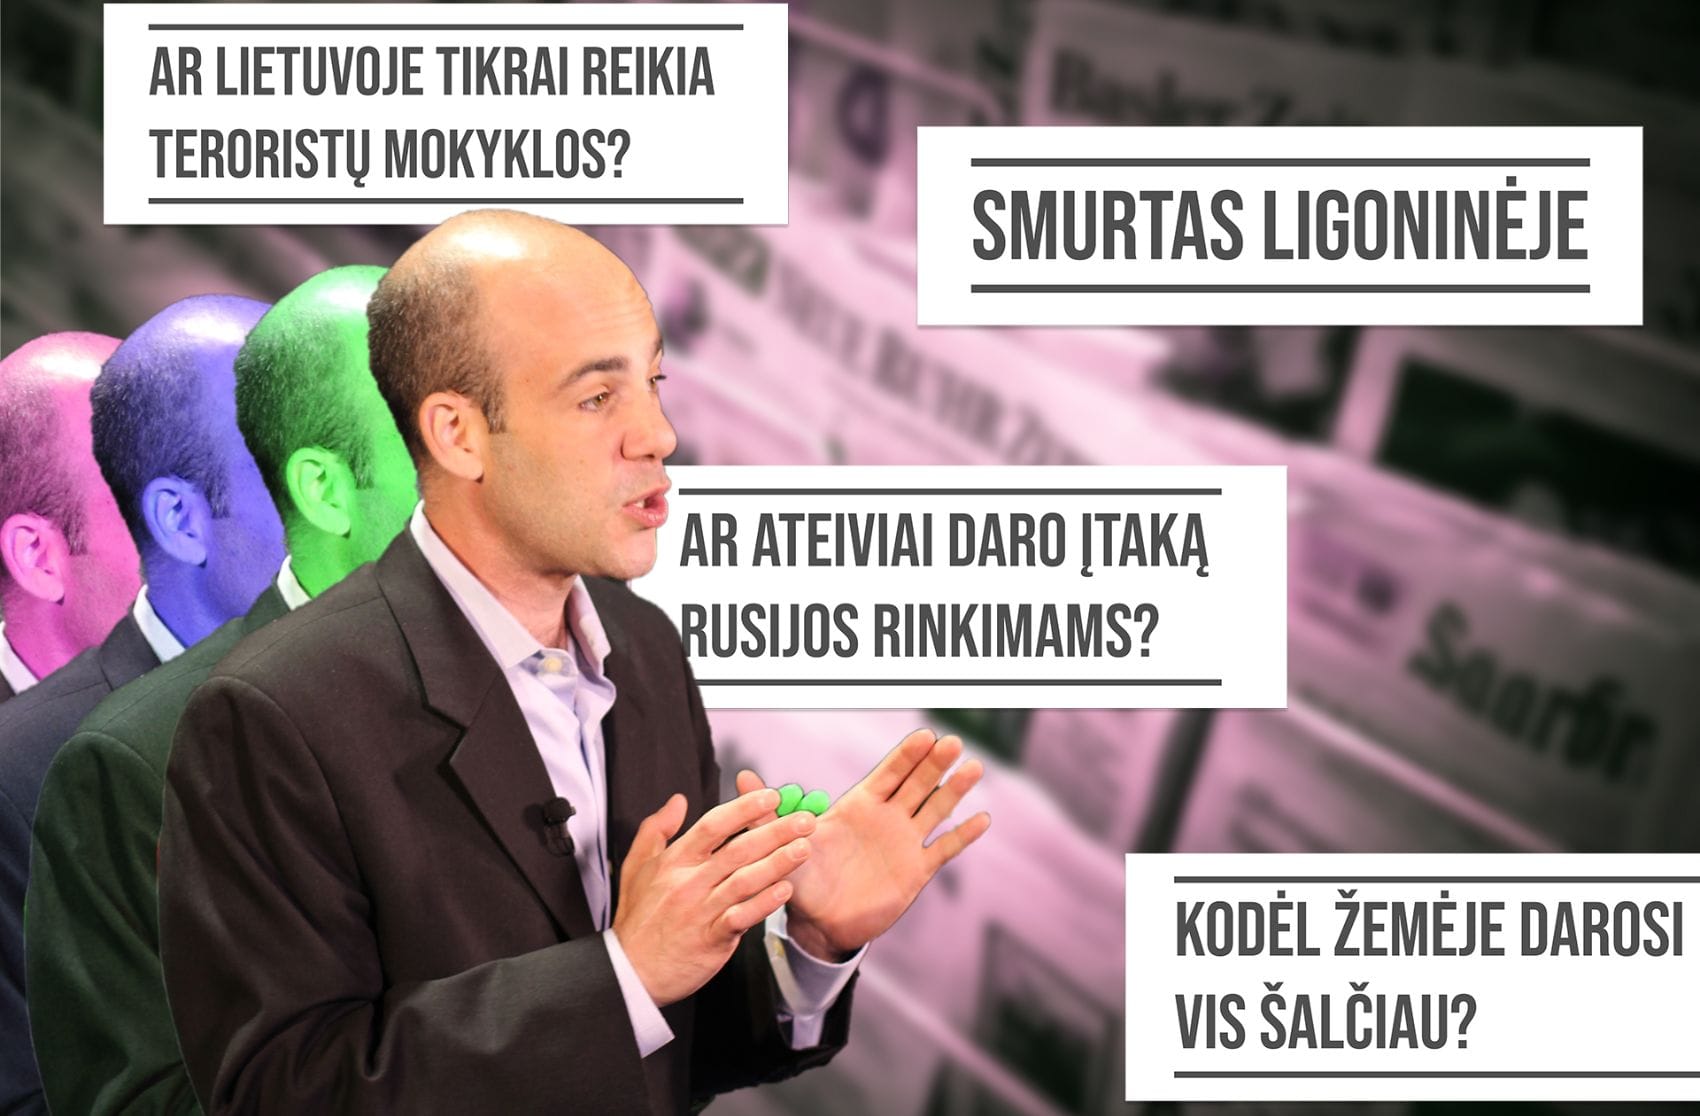 AR LIETUVOJE TIKRAI REIKIA
TERORISTŲ MOKYKLOS?
SMURTAS LIGONINĖJE
AR ATEIVIAI DARO ĮTAKĄ
RUSIJOS RINKIMAMS?
KODĖL ŽEMĖJE DAROSI
VIS ŠALČIAU?